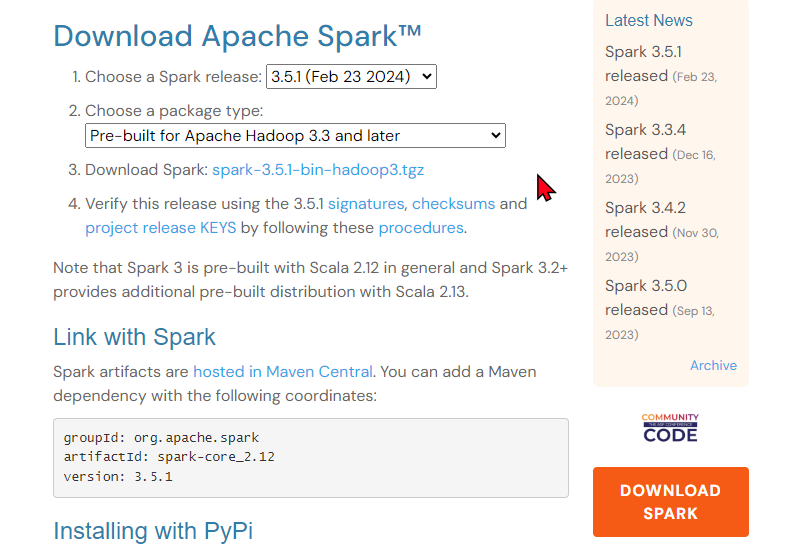 Download Apache Spark™
1. Choose a Spark release: 3.5.1 (Feb 23 2024)
2. Choose a package type:
Pre-built for Apache Hadoop 3.3 and later
3. Download Spark: spark-3.5.1-bin-hadoop3.tgz
4. Verify this release using the 3.5.1 signatures, checksums and
project release KEYS by following these procedures.
Note that Spark 3 is pre-built with Scala 2.12 in general and Spark 3.2+
provides additional pre-built distribution with Scala 2.13.
Link with Spark
Spark artifacts are hosted in Maven Central. You can add a Maven
dependency with the following coordinates:
groupId: org.apache.spark
artifactId: spark-core_2.12
version: 3.5.1
Installing with PyPi
Latest News
Spark 3.5.1
released (Feb 23,
2024)
Spark 3.3.4
released (Dec 16,
2023)
Spark 3.4.2
released (Nov 30,
2023)
Spark 3.5.0
released (Sep 13,
2023)
Archive
COMMUNITY
THE ASF CONFERENCE
CODE
DOWNLOAD
SPARK